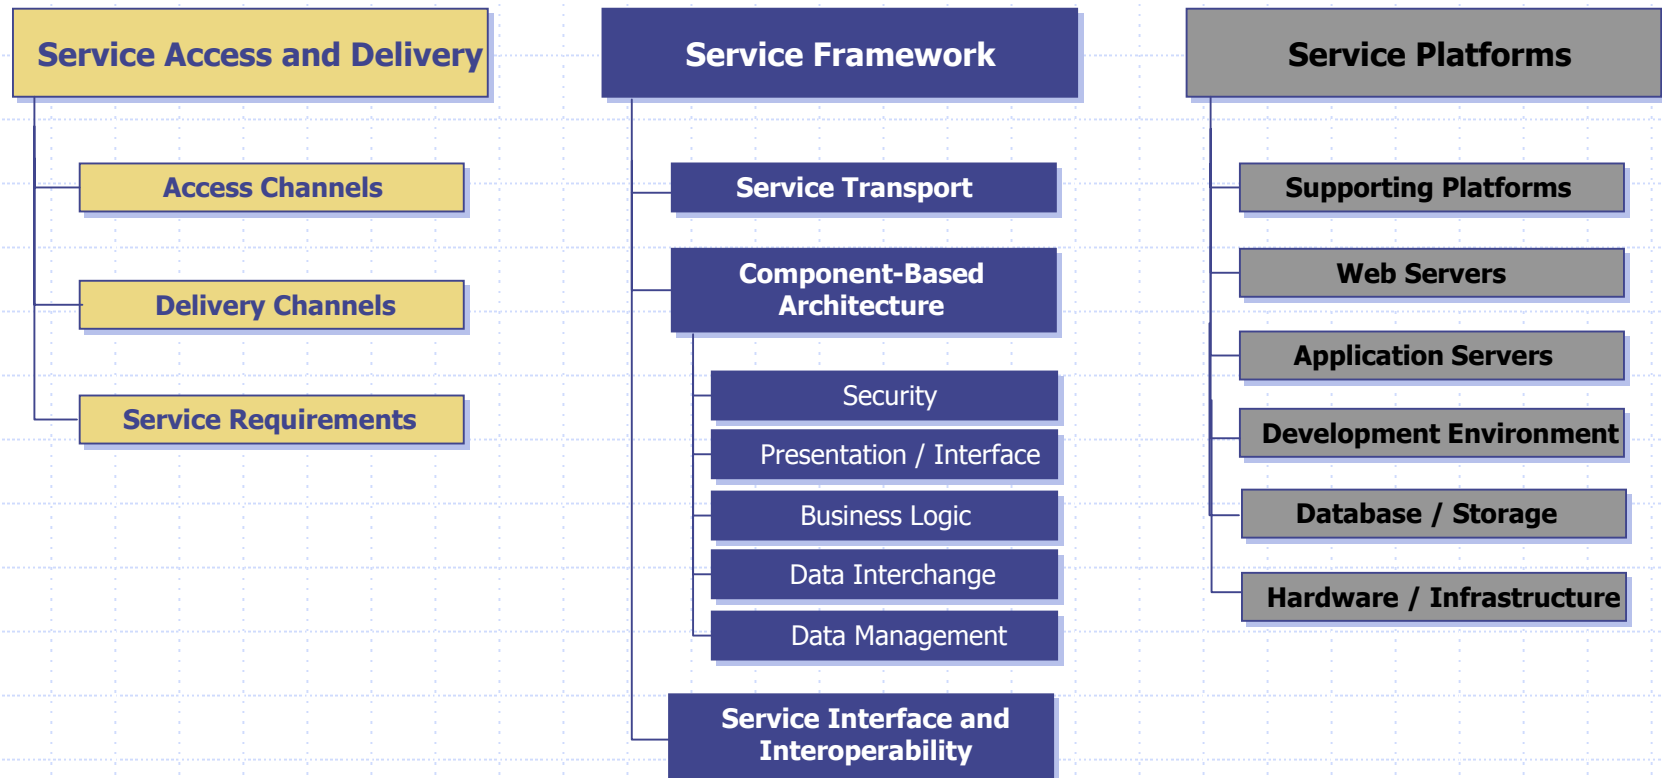 Service Access and Delivery
Access Channels
Delivery Channels
Service Requirements
Service Framework
Service Transport
Component-Based
Architecture
Security
Presentation / Interface
Business Logic
Data Interchange
Data Management
Service Interface and
Interoperability
Service Platforms
Supporting Platforms
Web Servers
Application Servers
Development Environment
Database / Storage
Hardware / Infrastructure